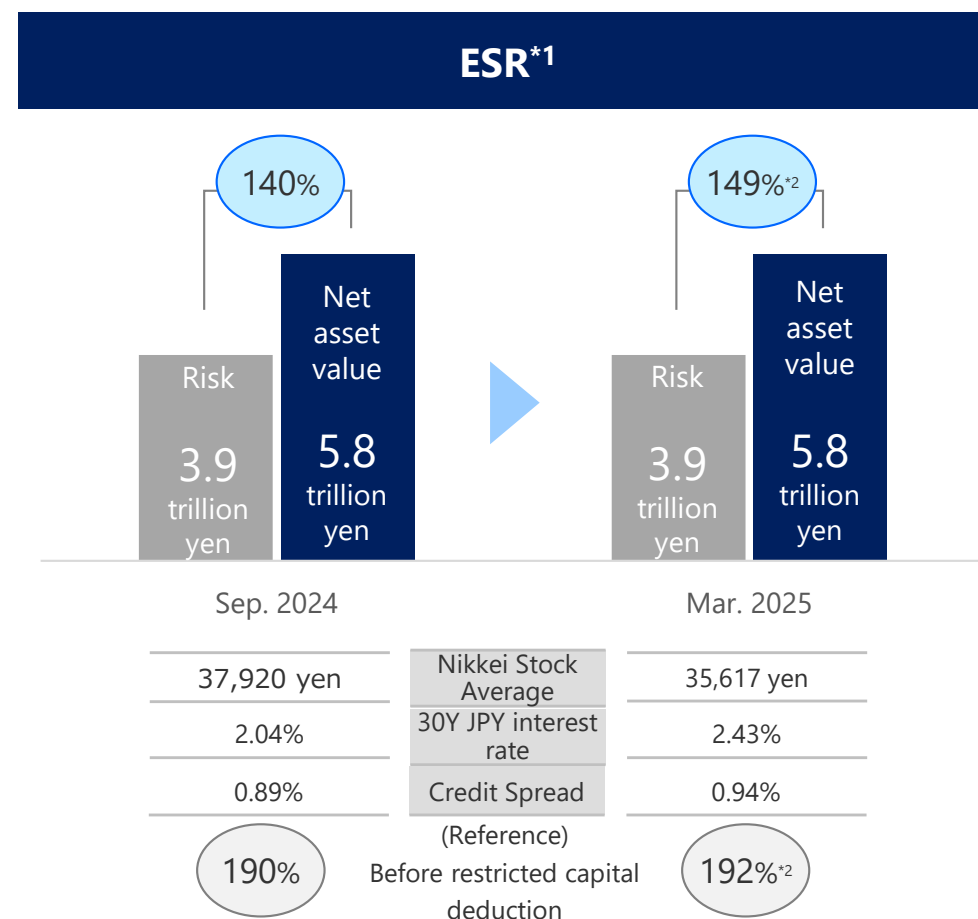 ESR*1
140%
149%*2
Net
asset
value
Net
asset
value
Risk
Risk
5.8
trillion
yen
5.8
trillion
yen
3.9
trillion
yen
3.9
trillion
yen
Sep. 2024
Mar. 2025
37,920 yen
Nikkei Stock
Average
35,617 yen
2.04%
30Y JPY interest
rate
2.43%
0.89%
Credit Spread
0.94%
190%
(Reference)
Before restricted capital
deduction
192%*2